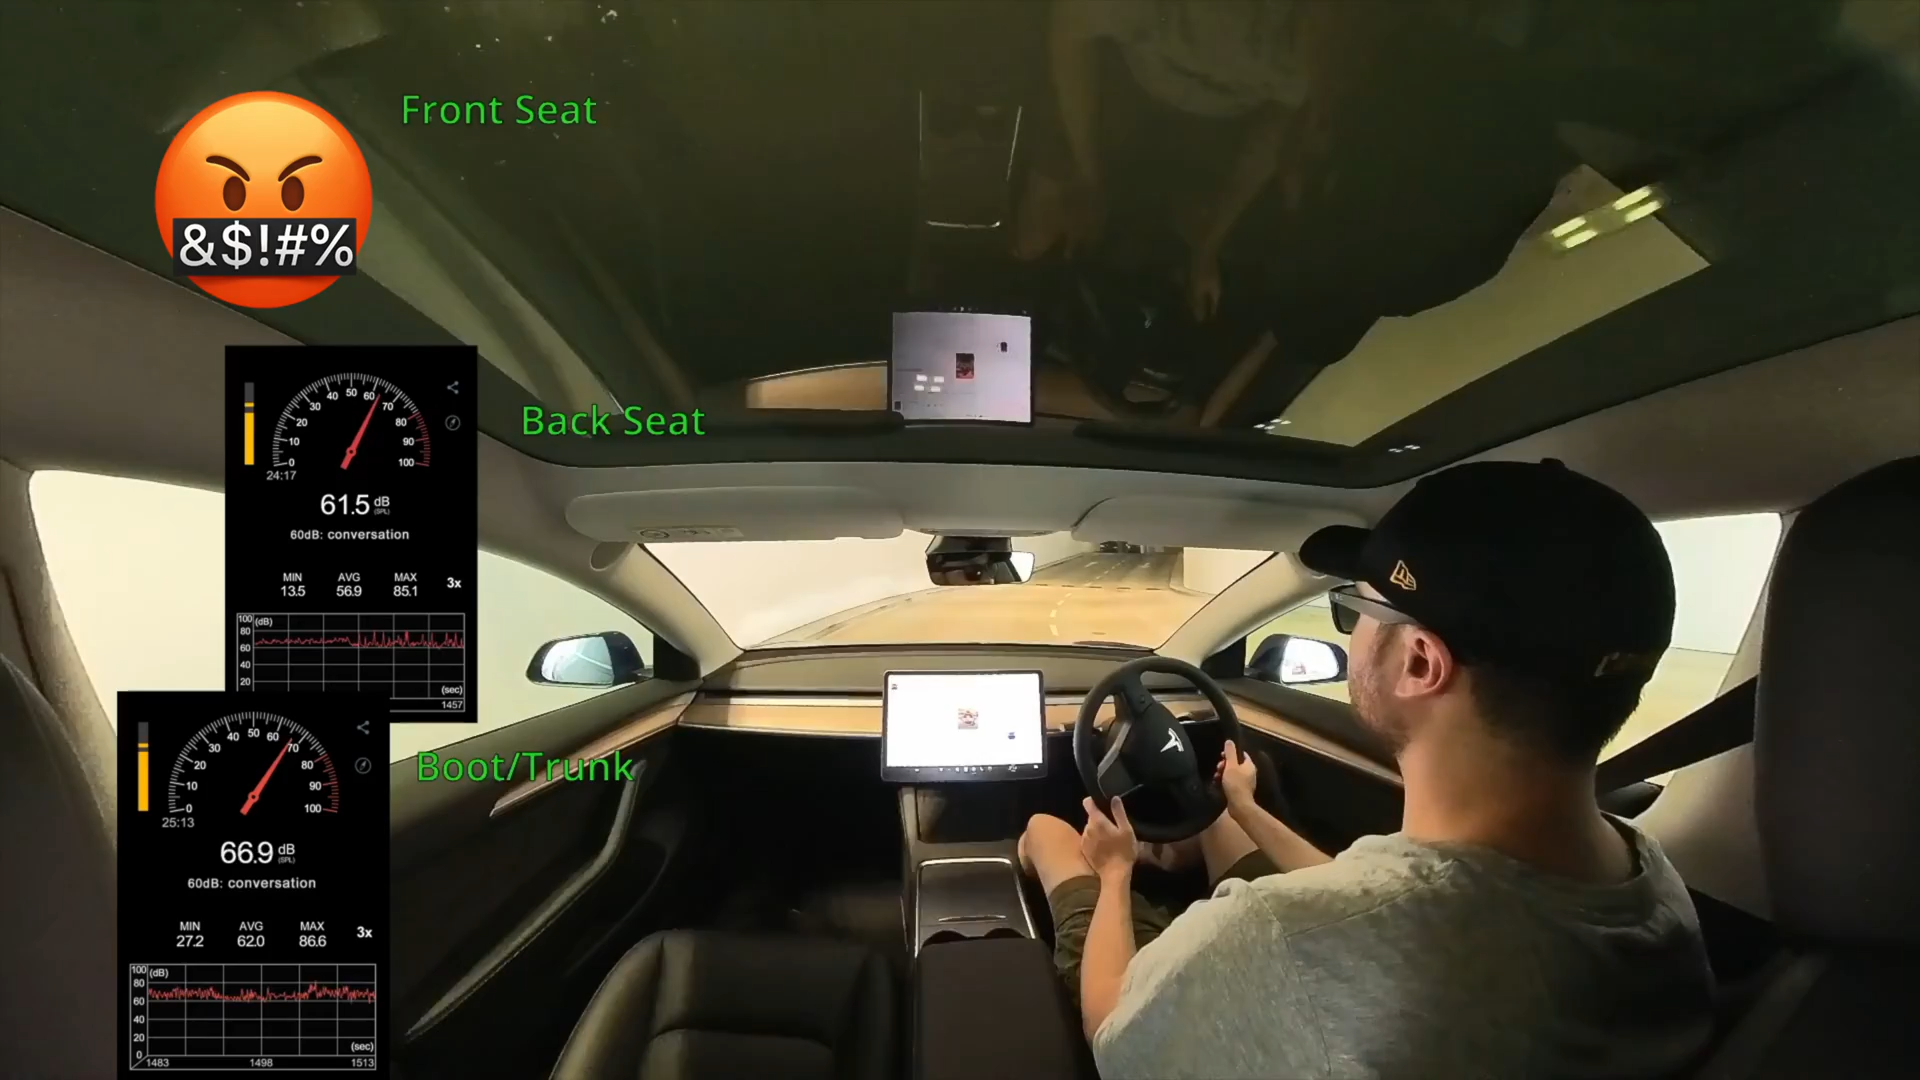 Front Seat
&$!#%
0 10 20 30 40 50 60 70 80 90 100
24:17
Back Seat
61.5 dB
(SPL)
60dB: conversation
MIN AVG MAX
13.5 56.9 85.1
3x
100 (dB)
80
60
40
20
(sec)
1457
0 10 20 30 40 50 60 70 80 90 100
25:13
Boot/Trunk
66.9 dB
(SPL)
60dB: conversation
MIN AVG MAX
27.2 62.0 86.6
3x
100 (dB)
80
60
40
20
0
(sec)
1483 1498 1513